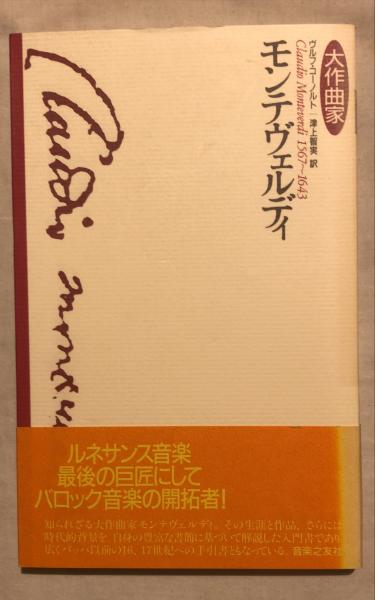 大作曲家
ヴルフ・コーノルト｜津上智実 訳
Claudio Monteverdi 1567〜1643
モンテヴェルディ
Claudio
ルネサンス音楽
最後の巨匠にして
バロック音楽の開拓者!
知られざる大作曲家モンテヴェルディ。その生涯と作品、さらには
時代的背景を、自身の豊富な書簡に基づいて解説した入門書であり、
広くバッハ以前の16、17世紀への手引書ともなっている。 音楽之友社